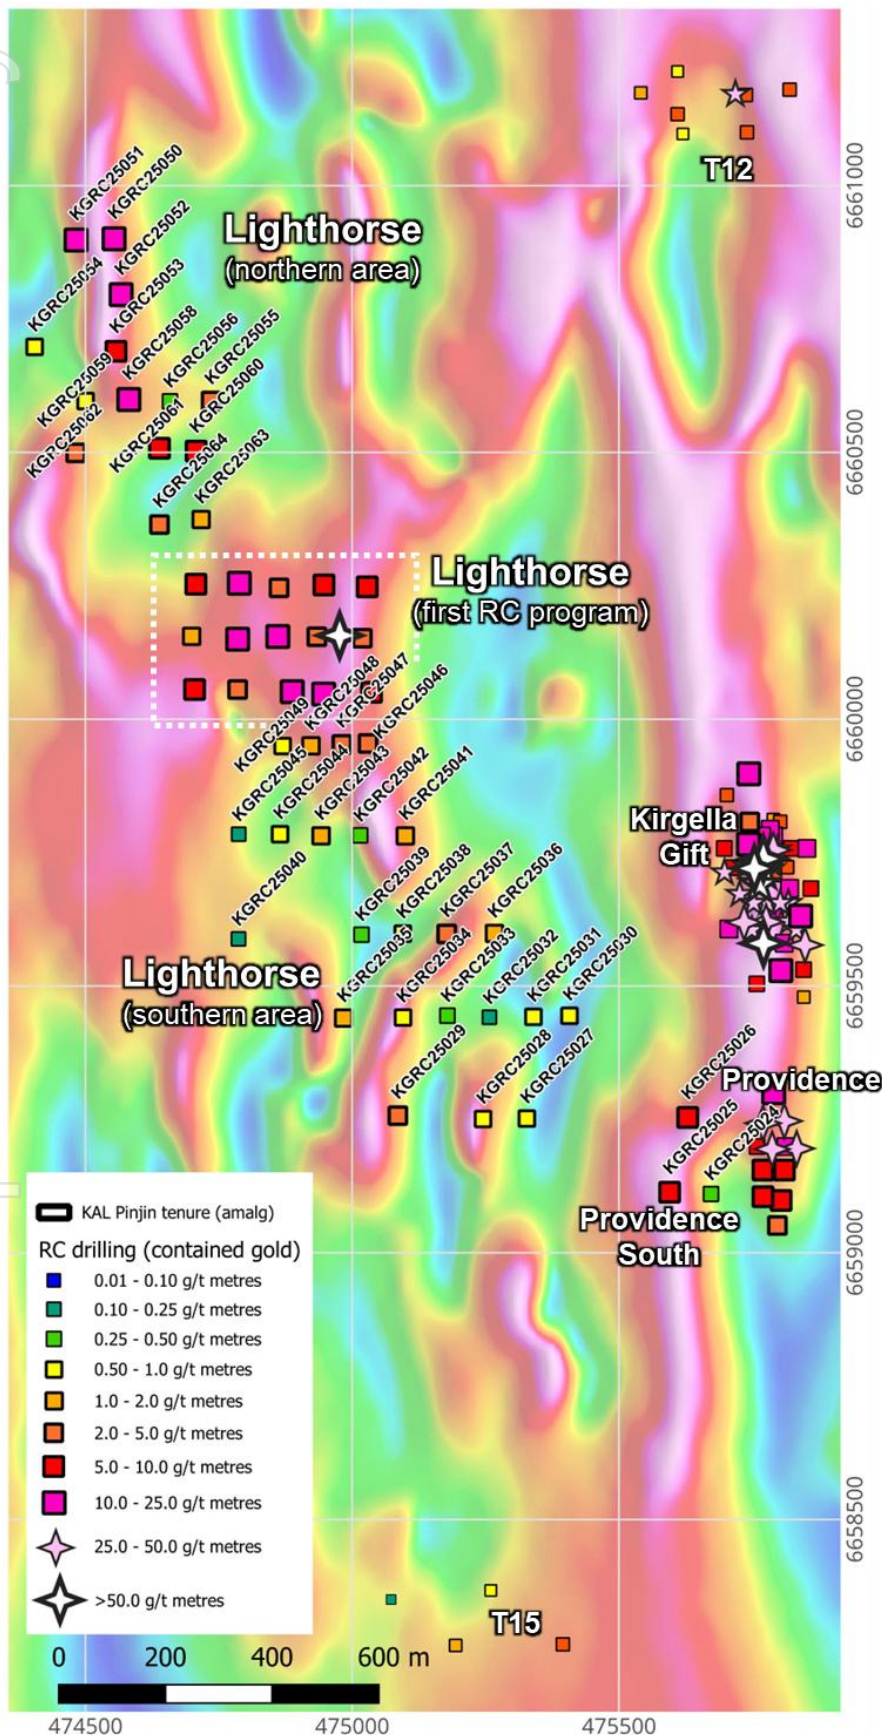 T12
6661000
KGRC25051
KGRC25050
KGRC25052
KGRC25054
KGRC25053
Lighthorse
(northern area)
KGRC25058
KGRC25056
KGRC25055
KGRC25059
KGRC25060
KGRC25062
KGRC25061
KGRC25064
KGRC25063
6660500
Lighthorse
(first RC program)
KGRC25049
KGRC25048
KGRC25047
KGRC25046
6660000
KGRC25045
KGRC25044
KGRC25043
KGRC25042
KGRC25041
Kirgella
Gift
KGRC25040
KGRC25039
KGRC25038
KGRC25037
KGRC25036
Lighthorse
(southern area)
KGRC25034
KGRC25033
KGRC25032
KGRC25031
KGRC25030
6659500
KGRC25029
KGRC25028
KGRC25027
KGRC25026
Providence
KGRC25025
KGRC25024
Providence
South
6659000
KAL Pinjin tenure (amalg)
RC drilling (contained gold)
0.01 - 0.10 g/t metres
0.10 - 0.25 g/t metres
0.25 - 0.50 g/t metres
0.50 - 1.0 g/t metres
1.0 - 2.0 g/t metres
2.0 - 5.0 g/t metres
5.0 - 10.0 g/t metres
10.0 - 25.0 g/t metres
25.0 - 50.0 g/t metres
>50.0 g/t metres
6658500
T15
0 200 400 600 m
474500 475000 475500